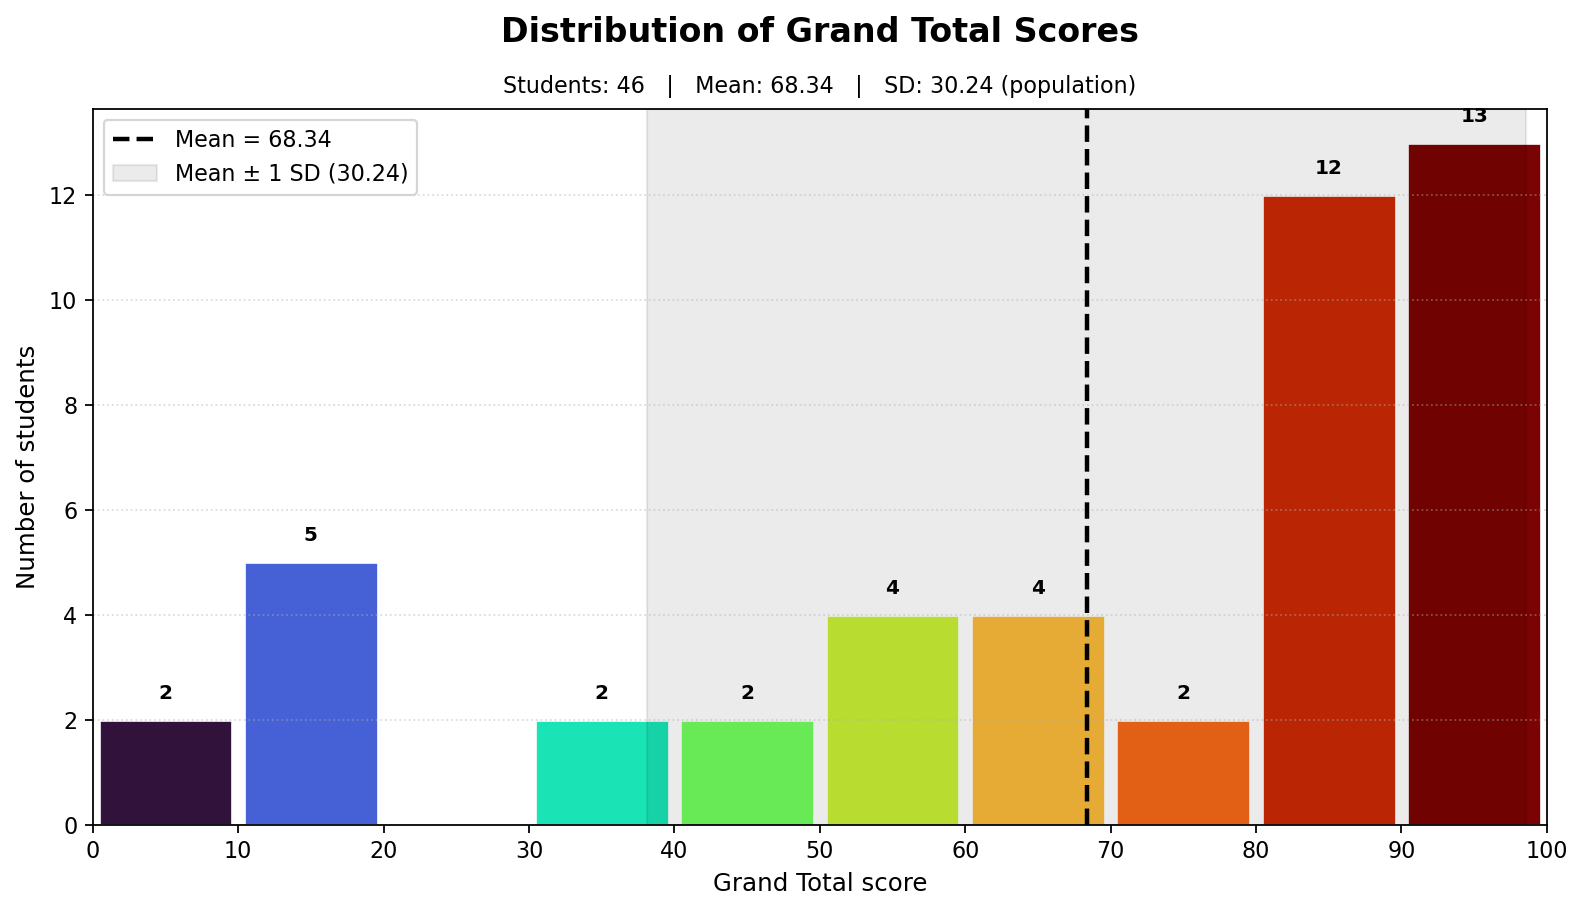 Distribution of Grand Total Scores
Students: 46 | Mean: 68.34 | SD: 30.24 (population)
Mean = 68.34
Mean ± 1 SD (30.24)
Number of students
12
10
8
6
4
2
0
2
5
2
2
4
4
2
12
13
0 10 20 30 40 50 60 70 80 90 100
Grand Total score